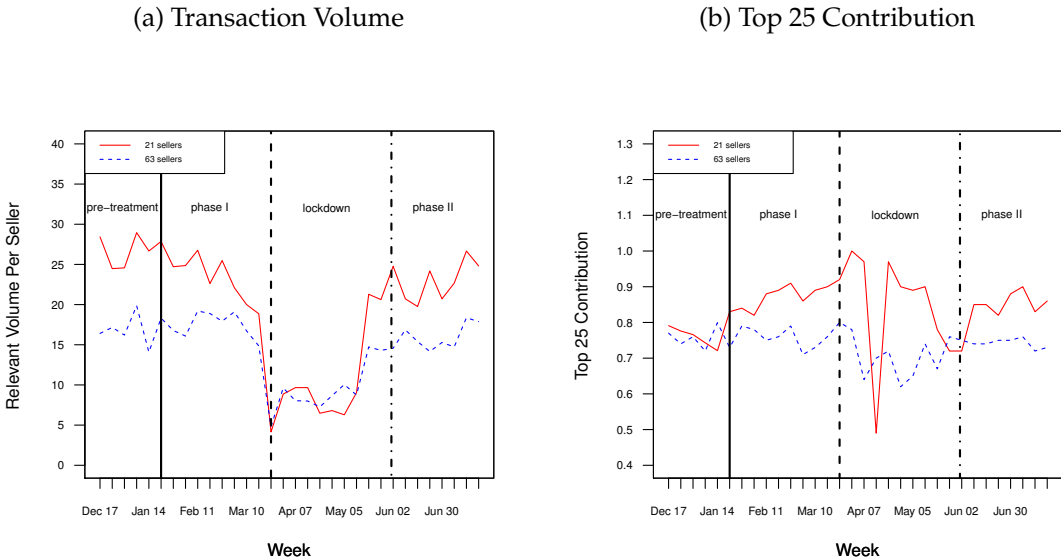 (a) Transaction Volume
21 sellers
63 sellers
pre−treatment
phase I
lockdown
phase II
40
35
30
25
20
15
10
5
0
Relevant Volume Per Seller
Dec 17
Jan 14
Feb 11
Mar 10
Apr 07
May 05
Jun 02
Jun 30
Week
(b) Top 25 Contribution
21 sellers
63 sellers
pre−treatment
phase I
lockdown
phase II
1.3
1.2
1.1
1.0
0.9
0.8
0.7
0.6
0.5
0.4
Top 25 Contribution
Dec 17
Jan 14
Feb 11
Mar 10
Apr 07
May 05
Jun 02
Jun 30
Week